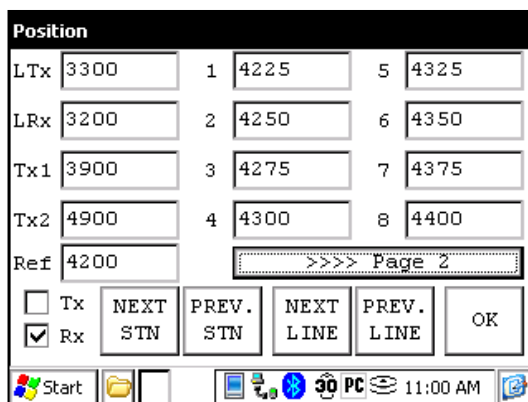 Position
LTx 3300 1 4225 5 4325
LRx 3200 2 4250 6 4350
Tx1 3900 3 4275 7 4375
Tx2 4900 4 4300 8 4400
Ref 4200 >>>> Page 2
Tx
Rx
NEXT STN
PREV. STN
NEXT LINE
PREV. LINE
OK
Start 30 PC 11:00 AM